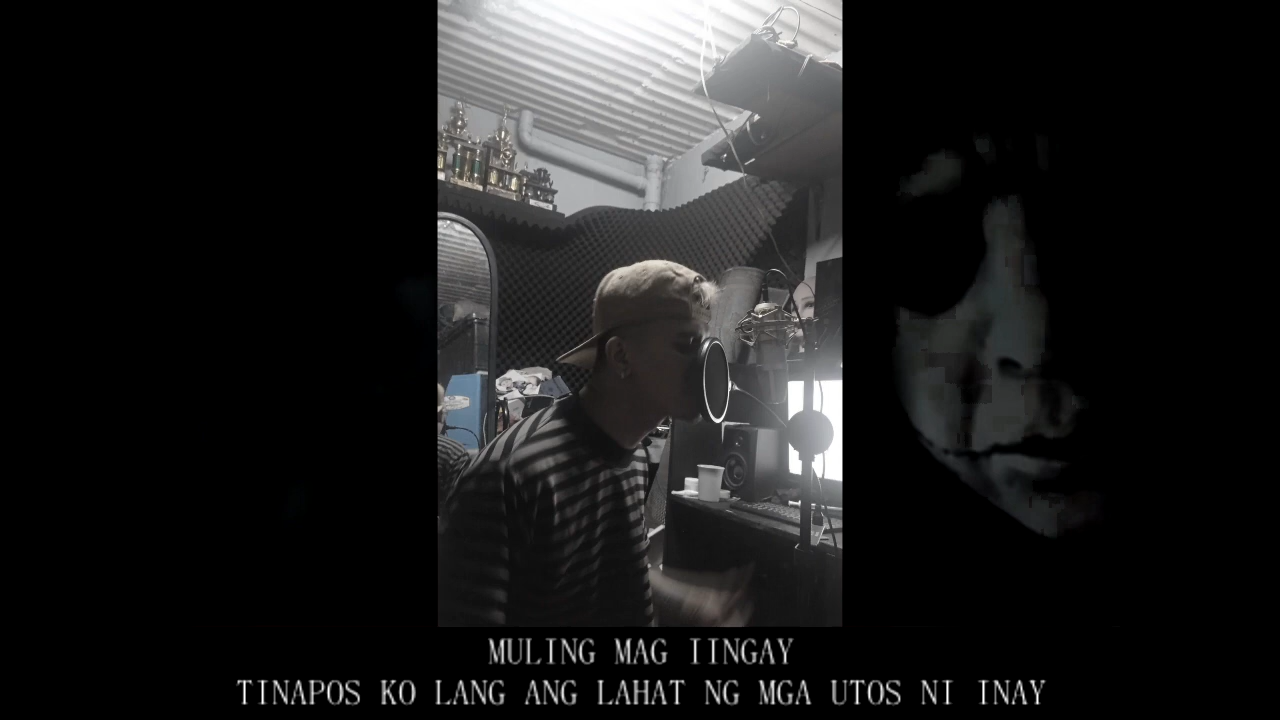 MULING MAG IINGAY
TINAPOS KO LANG ANG LAHAT NG MGA UTOS NI INAY